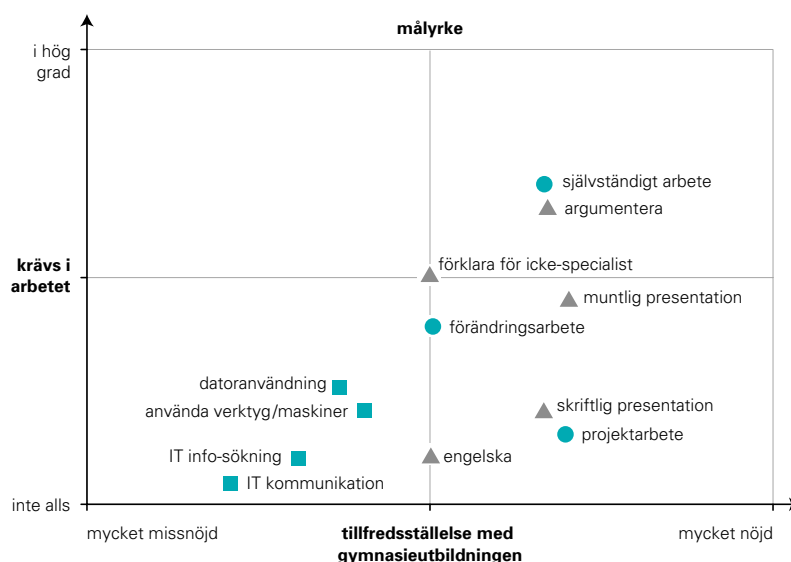 målyrke
i hög
grad
självständigt arbete
argumentera
krävs i
arbetet
förklara för icke-specialist
muntlig presentation
förändringsarbete
datoranvändning
använda verktyg/maskiner
skriftlig presentation
projektarbete
IT info-sökning
engelska
IT kommunikation
inte alls
mycket missnöjd
tillfredsställelse med
gymnasieutbildningen
mycket nöjd